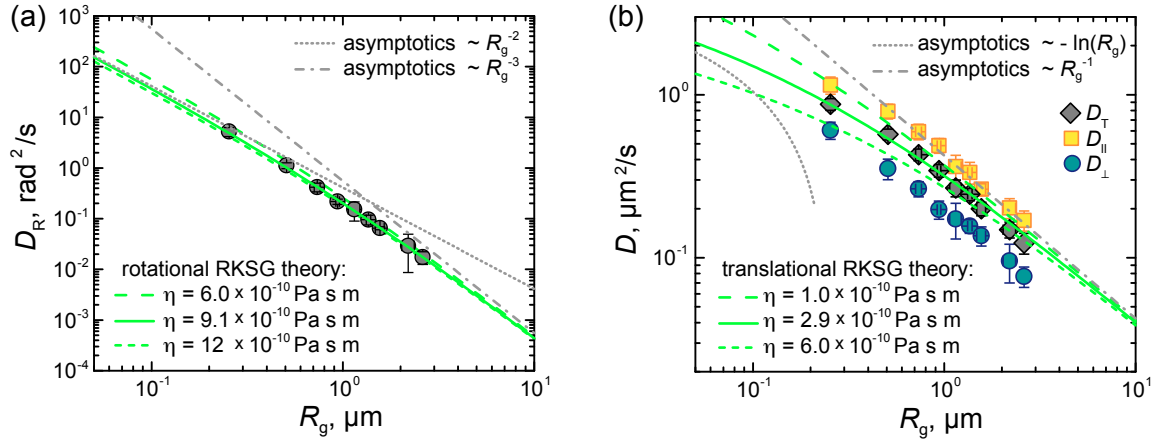 (a)
10³
10²
10¹
10⁰
10⁻¹
10⁻²
10⁻³
10⁻⁴
D_R, rad²/s
asymptotics ~ R_g⁻²
asymptotics ~ R_g⁻³
rotational RKSG theory:
η = 6.0 × 10⁻¹⁰ Pa s m
η = 9.1 × 10⁻¹⁰ Pa s m
η = 12 × 10⁻¹⁰ Pa s m
10⁻¹
10⁰
10¹
R_g, μm
(b)
10⁰
10⁻¹
D, μm²/s
asymptotics ~ - ln(R_g)
asymptotics ~ R_g⁻¹
D_T
D_∥
D_⊥
translational RKSG theory:
η = 1.0 × 10⁻¹⁰ Pa s m
η = 2.9 × 10⁻¹⁰ Pa s m
η = 6.0 × 10⁻¹⁰ Pa s m
10⁻¹
10⁰
10¹
R_g, μm